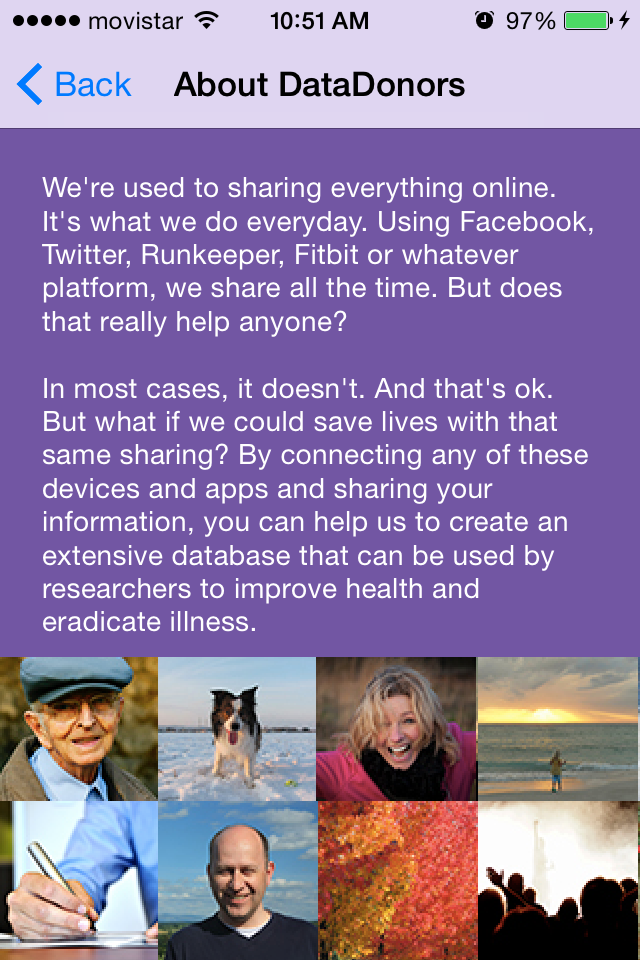 movistar 10:51 AM 97%
Back About DataDonors
We're used to sharing everything online.
It's what we do everyday. Using Facebook,
Twitter, Runkeeper, Fitbit or whatever
platform, we share all the time. But does
that really help anyone?
In most cases, it doesn't. And that's ok.
But what if we could save lives with that
same sharing? By connecting any of these
devices and apps and sharing your
information, you can help us to create an
extensive database that can be used by
researchers to improve health and
eradicate illness.